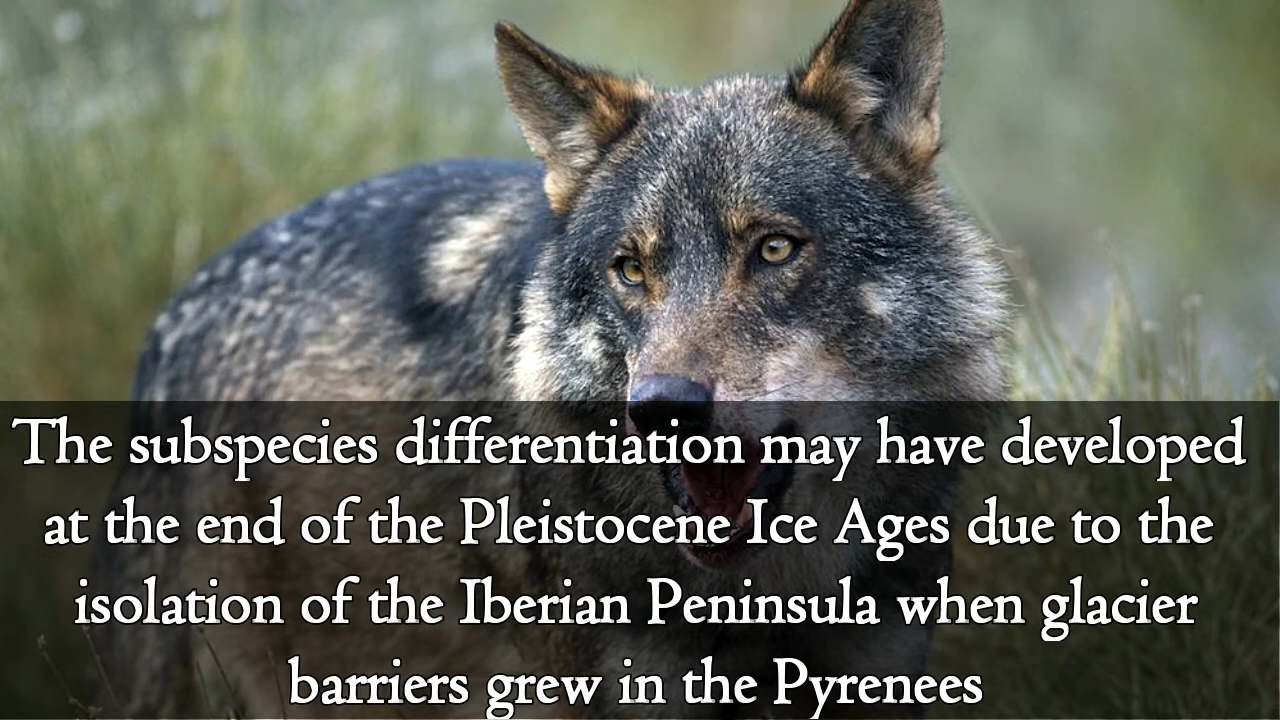 The subspecies differentiation may have developed
at the end of the Pleistocene Ice Ages due to the
isolation of the Iberian Peninsula when glacier
barriers grew in the Pyrenees